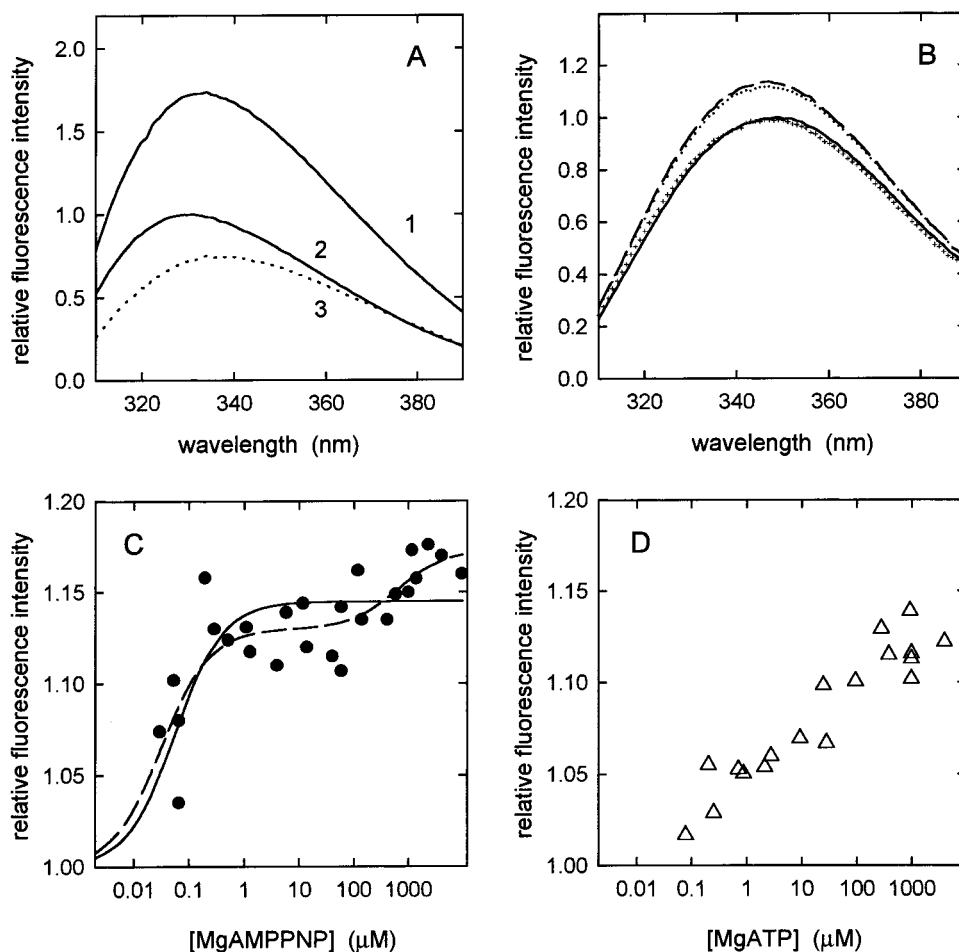 A
relative fluorescence intensity
2.0
1.5
1.0
0.5
0.0
1
2
3
320 340 360 380
wavelength (nm)
B
relative fluorescence intensity
1.2
1.0
0.8
0.6
0.4
0.2
0.0
320 340 360 380
wavelength (nm)
C
relative fluorescence intensity
1.20
1.15
1.10
1.05
1.00
0.01 0.1 1 10 100 1000
[MgAMPPNP] (µM)
D
relative fluorescence intensity
1.20
1.15
1.10
1.05
1.00
0.01 0.1 1 10 100 1000
[MgATP] (µM)